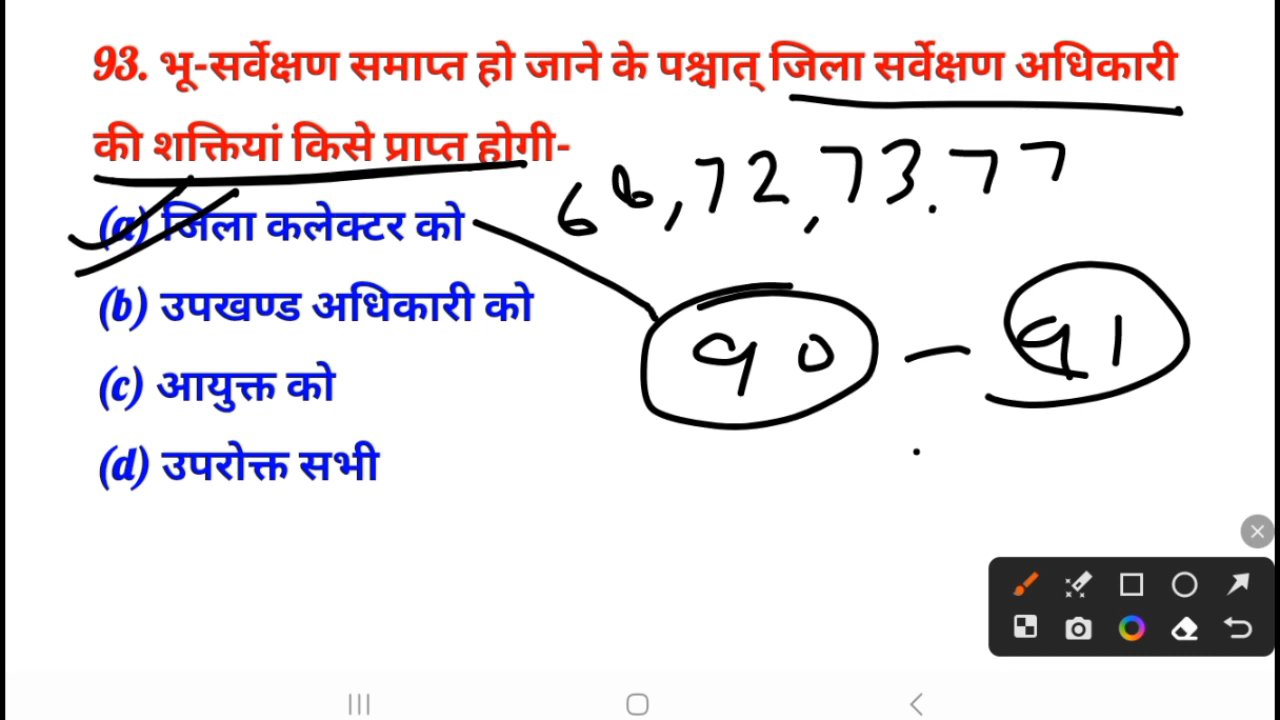 93. भू-सर्वेक्षण समाप्त हो जाने के पश्चात् जिला सर्वेक्षण अधिकारी
की शक्तियां किसे प्राप्त होगी-
68, 72, 73. 77
(a) जिला कलेक्टर को
(b) उपखण्ड अधिकारी को
90 - 91
(c) आयुक्त को
(d) उपरोक्त सभी